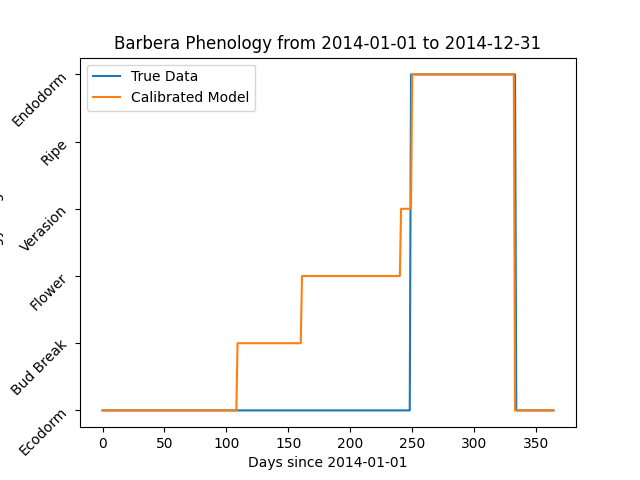 Barbera Phenology from 2014-01-01 to 2014-12-31
True Data
Calibrated Model
Endodorm
Ripe
Verasion
Flower
Bud Break
Ecodorm
0 50 100 150 200 250 300 350
Days since 2014-01-01